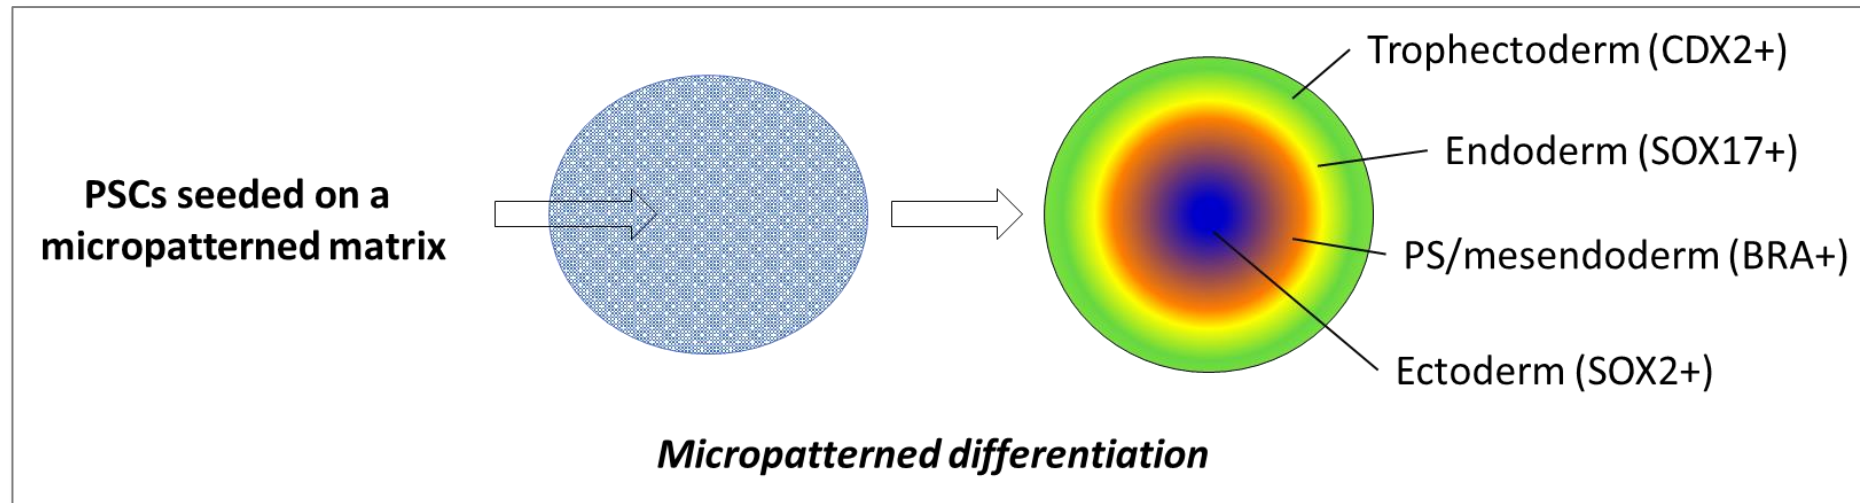 PSCs seeded on a
micropatterned matrix
Trophectoderm (CDX2+)
Endoderm (SOX17+)
PS/mesendoderm (BRA+)
Ectoderm (SOX2+)
Micropatterned differentiation